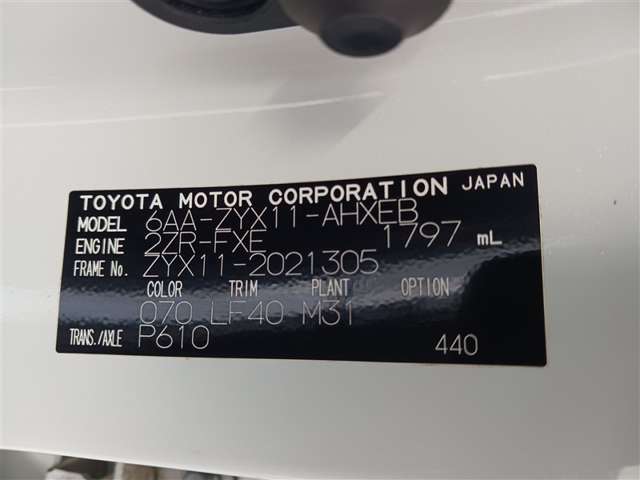 TOYOTA MOTOR CORPORATION JAPAN
MODEL 6AA-ZYX11-AHXEB
ENGINE 2ZR-FXE 1797 mL
FRAME No. ZYX11-2021305
COLOR TRIM PLANT OPTION
070 LF40 M31
TRANS./AXLE P610 440